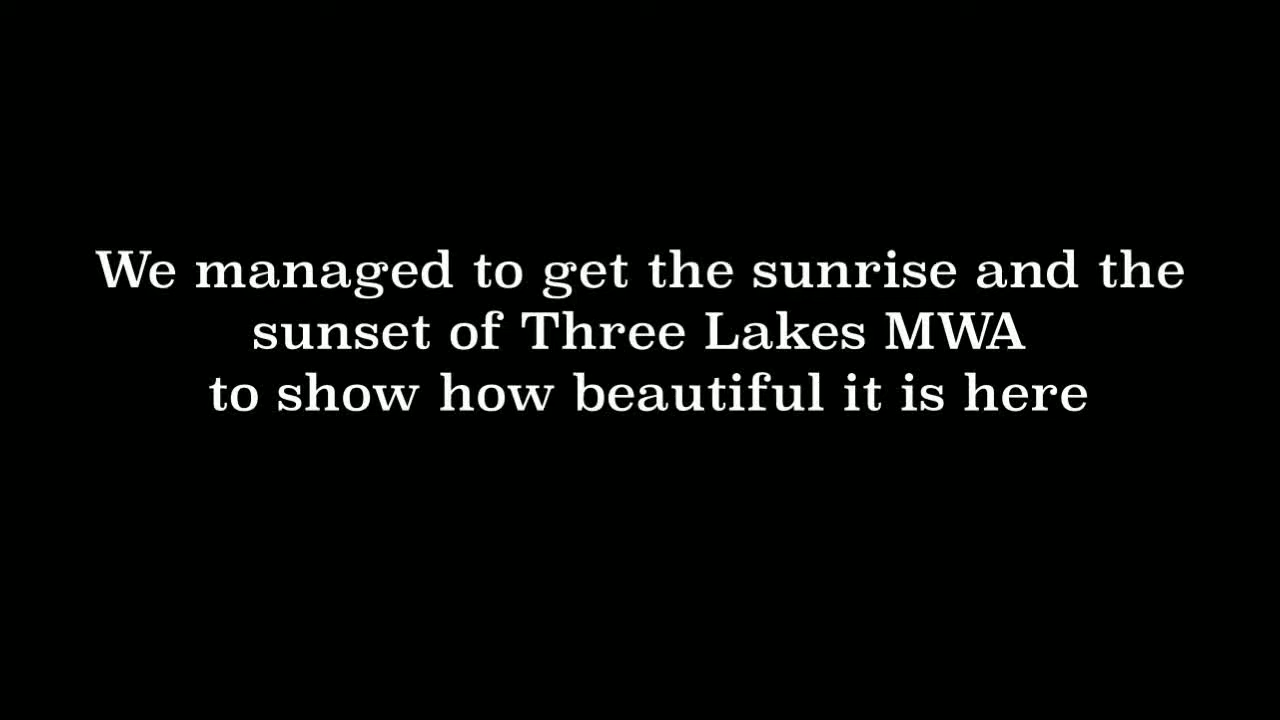 We managed to get the sunrise and the
sunset of Three Lakes MWA
to show how beautiful it is here